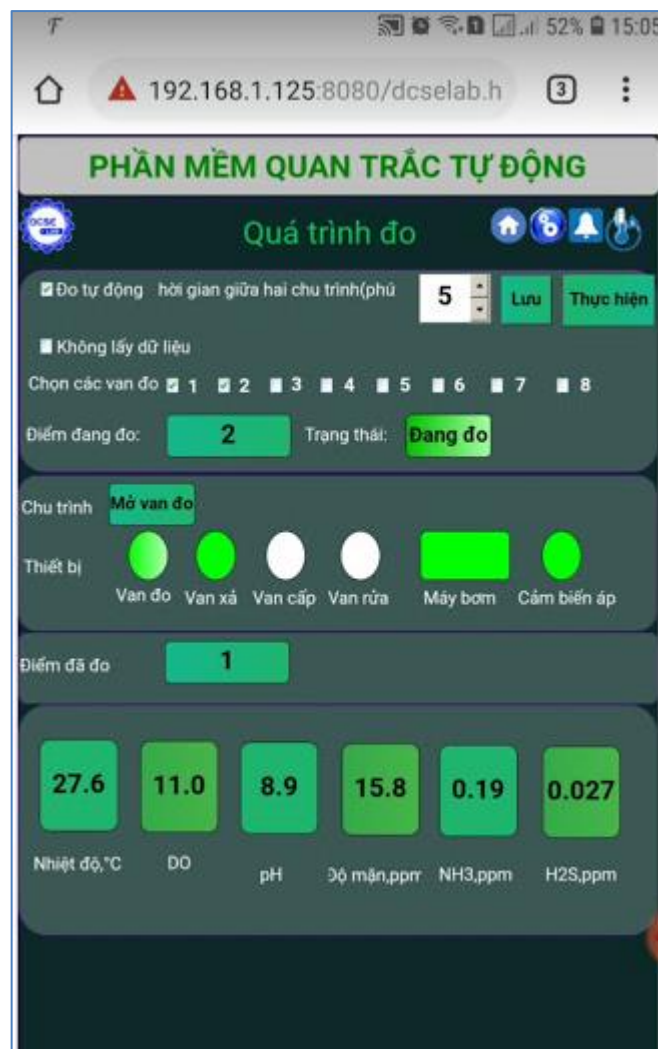 52% 15:05
192.168.1.125:8080/dcselab.h 3
PHẦN MỀM QUAN TRẮC TỰ ĐỘNG
DCSE
Quá trình đo
Đo tự động hời gian giữa hai chu trình(phú 5 Lưu Thực hiện
Không lấy dữ liệu
Chọn các van đo 1 2 3 4 5 6 7 8
Điểm đang đo: 2 Trạng thái: Đang đo
Chu trình Mở van đo
Thiết bị
Van đo Van xả Van cấp Van rửa Máy bơm Cảm biến áp
Điểm đã đo 1
27.6 11.0 8.9 15.8 0.19 0.027
Nhiệt độ,°C DO pH Độ mặn,ppm NH3,ppm H2S,ppm